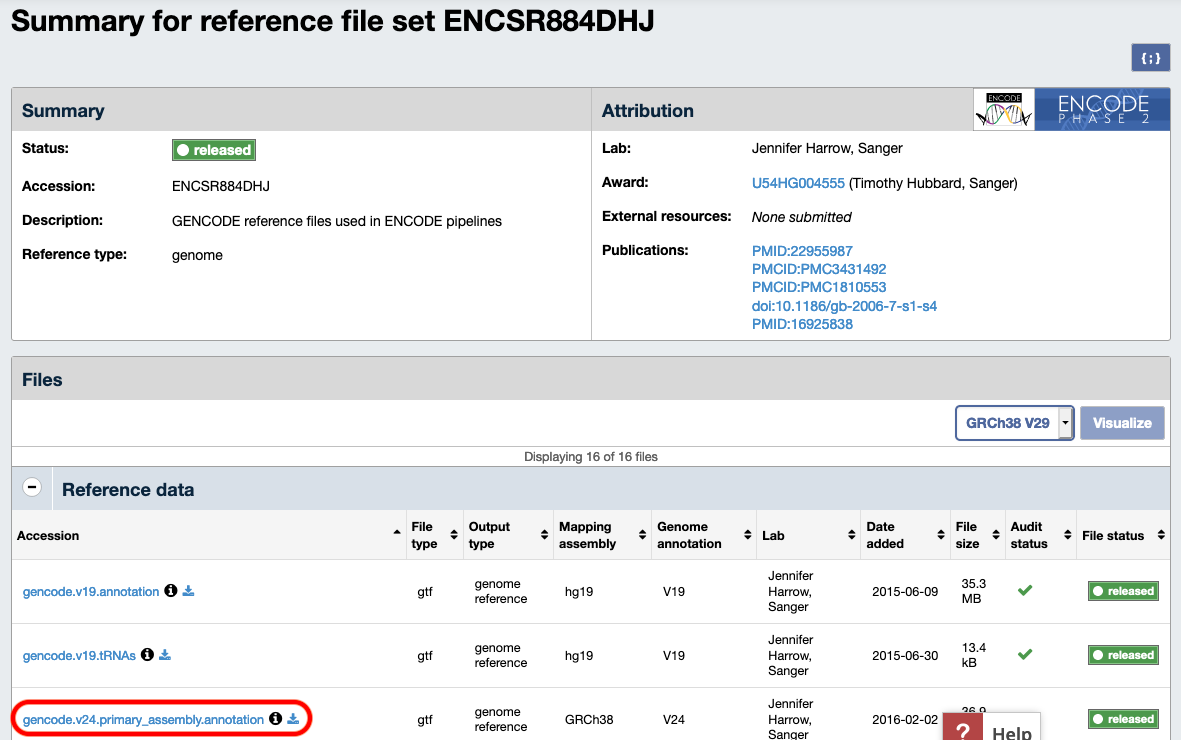 Summary for reference file set ENCSR884DHJ
{ ; }
Summary
Attribution
ENCODE
ENCODE
PHASE 2
Status:
released
Lab:
Jennifer Harrow, Sanger
Accession:
ENCSR884DHJ
Award:
U54HG004555 (Timothy Hubbard, Sanger)
Description:
GENCODE reference files used in ENCODE pipelines
External resources:
None submitted
Reference type:
genome
Publications:
PMID:22955987
PMCID:PMC3431492
PMCID:PMC1810553
doi:10.1186/gb-2006-7-s1-s4
PMID:16925838
Files
GRCh38 V29
Visualize
Displaying 16 of 16 files
Reference data
Accession
File
type
Output
type
Mapping
assembly
Genome
annotation
Lab
Date
added
File
size
Audit
status
File status
gencode.v19.annotation
gtf
genome
reference
hg19
V19
Jennifer
Harrow,
Sanger
2015-06-09
35.3
MB
released
gencode.v19.tRNAs
gtf
genome
reference
hg19
V19
Jennifer
Harrow,
Sanger
2015-06-30
13.4
kB
released
gencode.v24.primary_assembly.annotation
gtf
genome
reference
GRCh38
V24
Jennifer
Harrow,
Sanger
2016-02-02
36.9
released
? Help